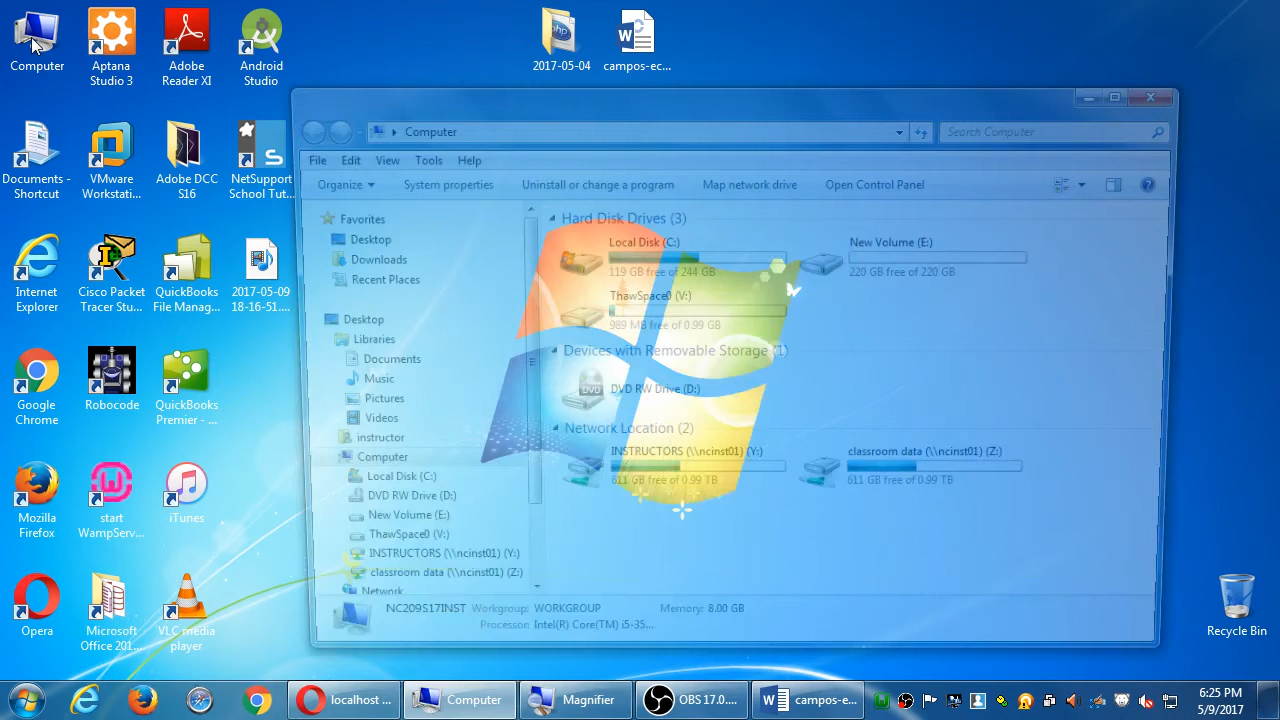 Computer
Aptana
Studio 3
Adobe
Reader XI
Android
Studio
2017-05-04
campos-ec...
Documents -
Shortcut
VMware
Workstati...
Adobe DCC
S16
NetSupport
School Tut...
Internet
Explorer
Cisco Packet
Tracer Stu...
QuickBooks
File Manag...
2017-05-09
18-16-51....
Google
Chrome
Robocode
QuickBooks
Premier - ...
Mozilla
Firefox
start
WampServ...
iTunes
Opera
Microsoft
Office 201...
VLC media
player
Recycle Bin
Computer
Search Computer
File Edit View Tools Help
Organize System properties Uninstall or change a program Map network drive Open Control Panel
Favorites
Desktop
Downloads
Recent Places
Desktop
Libraries
Documents
Music
Pictures
Videos
instructor
Computer
Local Disk (C:)
DVD RW Drive (D:)
New Volume (E:)
ThawSpace0 (V:)
INSTRUCTORS (\\ncinst01) (Y:)
classroom data (\\ncinst01) (Z:)
Network
Hard Disk Drives (3)
Local Disk (C:)
119 GB free of 244 GB
New Volume (E:)
220 GB free of 220 GB
ThawSpace0 (V:)
989 MB free of 0.99 GB
Devices with Removable Storage (1)
DVD
DVD RW Drive (D:)
Network Location (2)
INSTRUCTORS (\\ncinst01) (Y:)
611 GB free of 0.99 TB
classroom data (\\ncinst01) (Z:)
611 GB free of 0.99 TB
NC209S17INST Workgroup: WORKGROUP Memory: 8.00 GB
Processor: Intel(R) Core(TM) i5-35...
localhost ...
Computer
Magnifier
OBS 17.0....
campos-e...
6:25 PM
5/9/2017